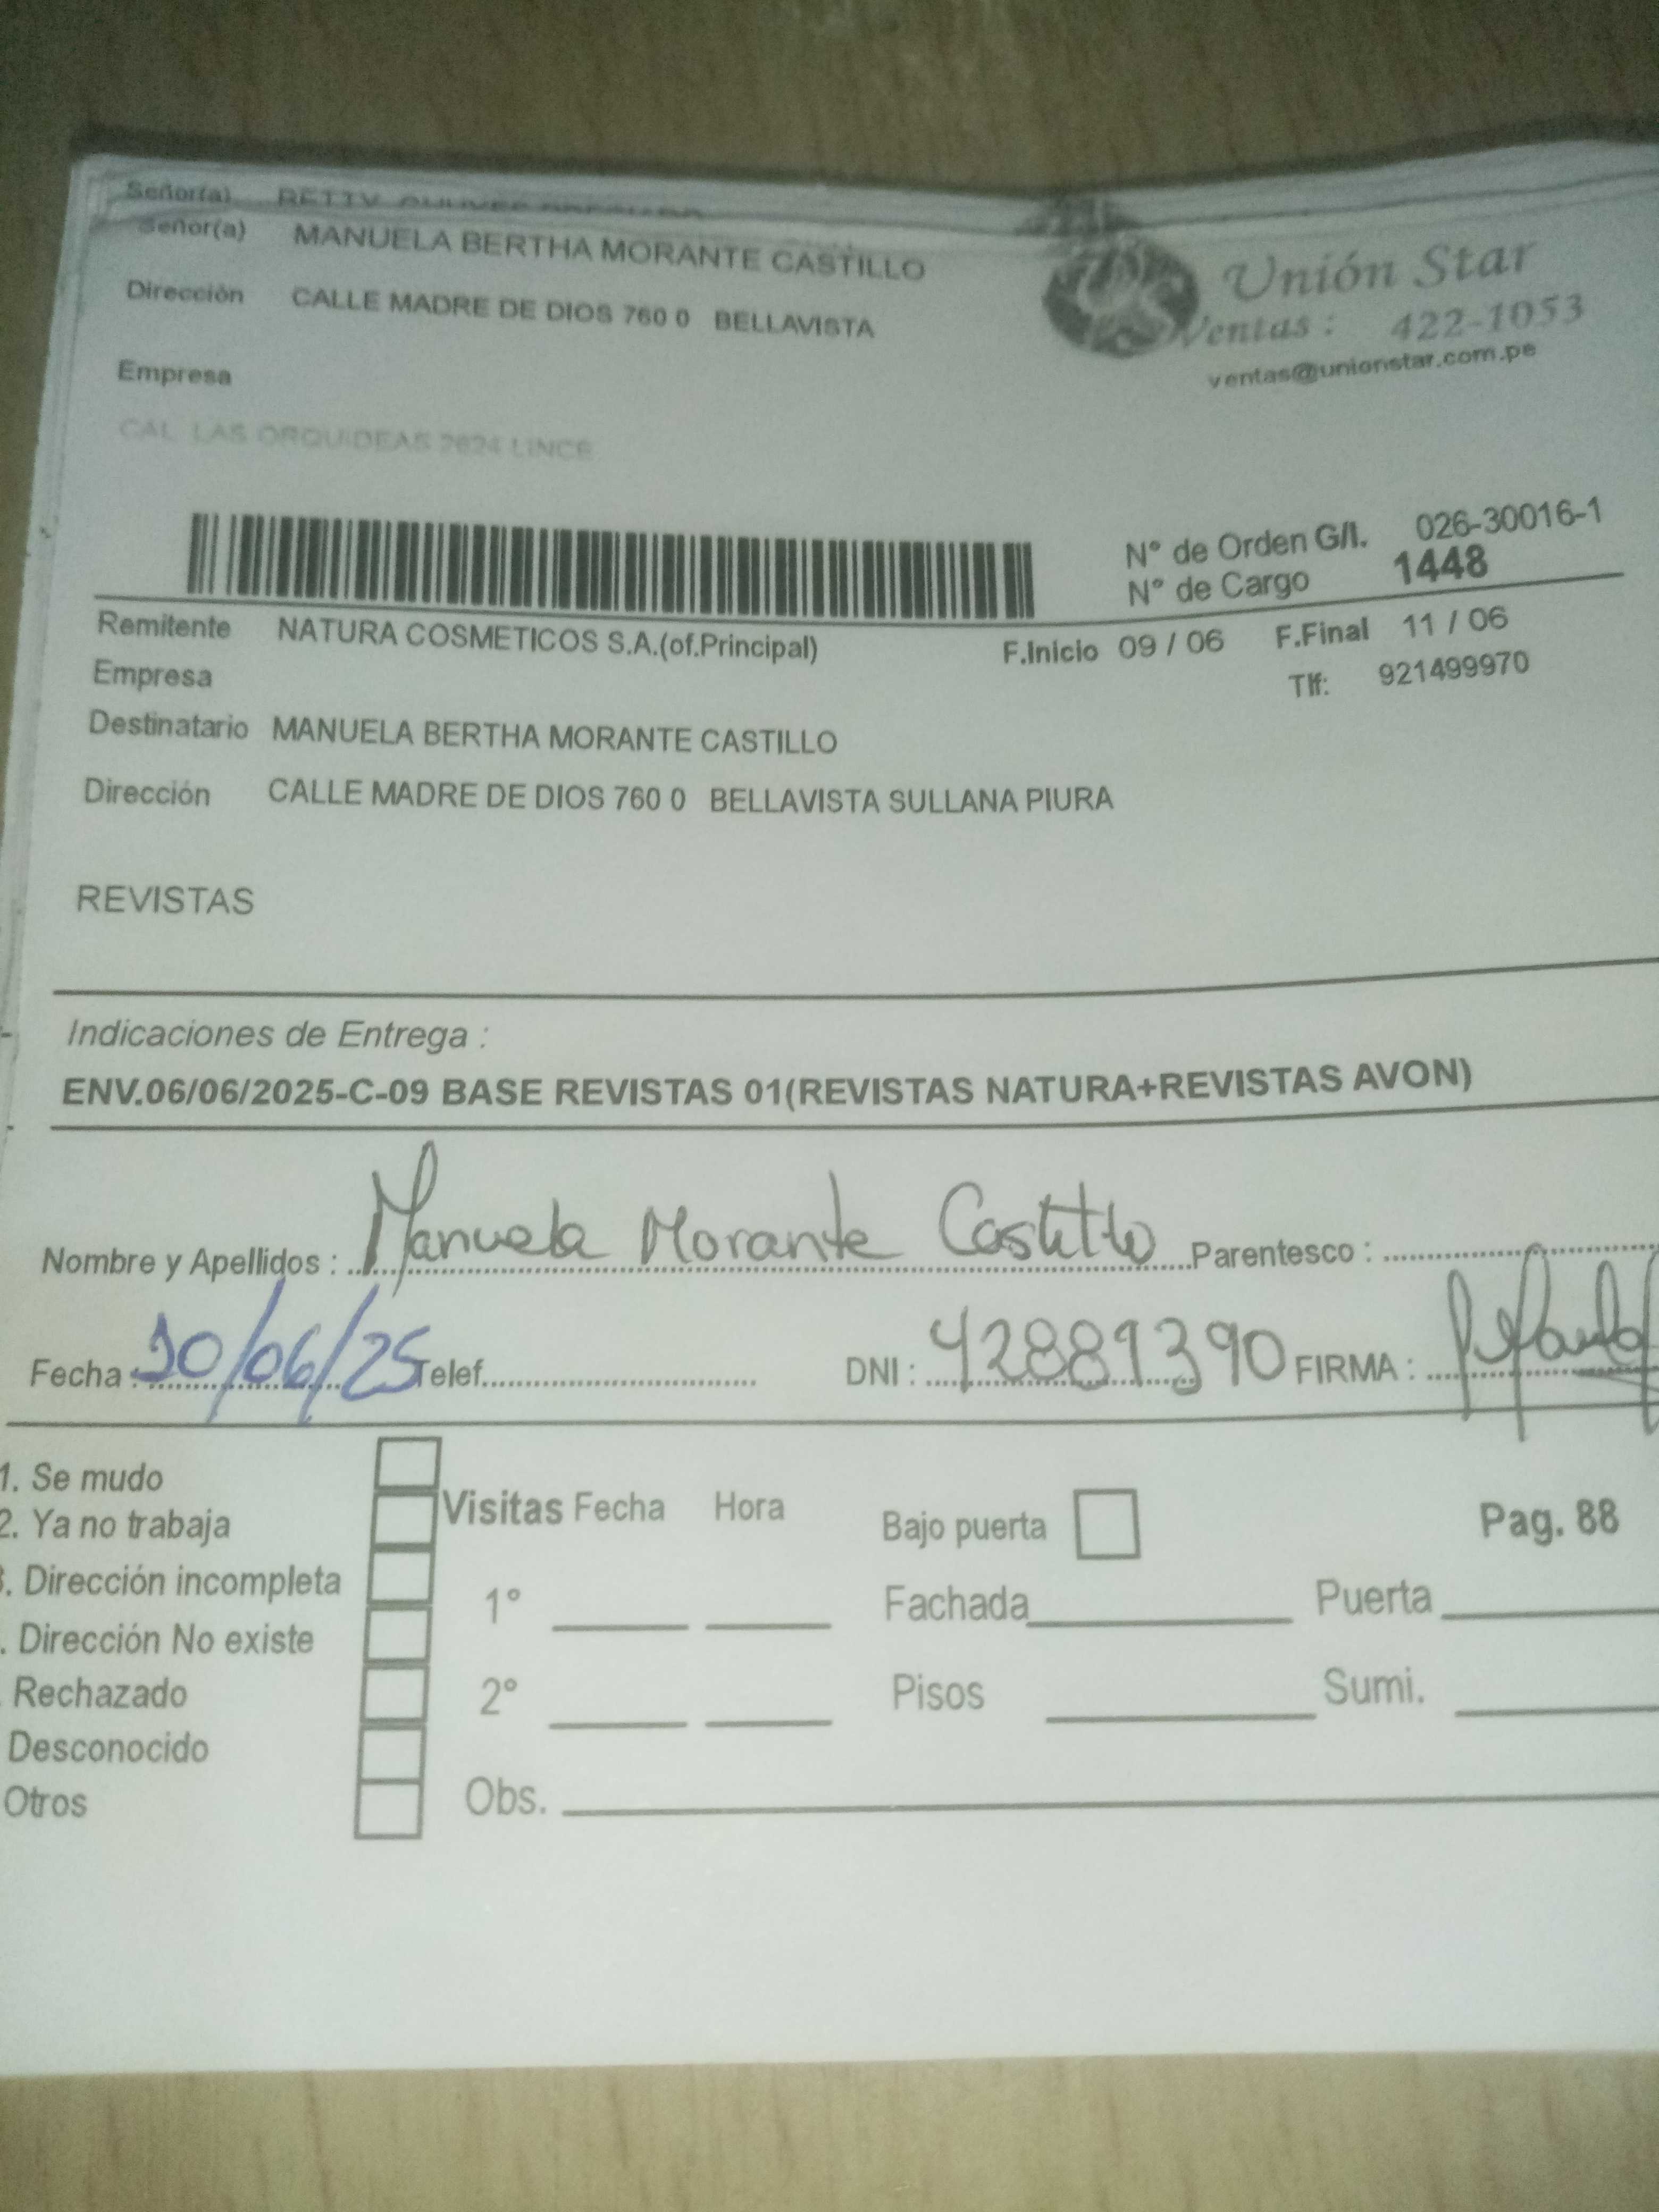 Señor(a) BETTY
Señor(a) MANUELA BERTHA MORANTE CASTILLO
Dirección CALLE MADRE DE DIOS 760 0 BELLAVISTA
Unión Star
Ventas : 422-1053
ventas@unionstar.com.pe
Empresa
CAL. LAS ORQUIDEAS 2624 LINCE
N° de Orden G/I. 026-30016-1
N° de Cargo 1448
Remitente NATURA COSMETICOS S.A.(of.Principal) F.Inicio 09 / 06 F.Final 11 / 06
Empresa Tlf: 921499970
Destinatario MANUELA BERTHA MORANTE CASTILLO
Dirección CALLE MADRE DE DIOS 760 0 BELLAVISTA SULLANA PIURA
REVISTAS
Indicaciones de Entrega :
ENV.06/06/2025-C-09 BASE REVISTAS 01(REVISTAS NATURA+REVISTAS AVON)
Nombre y Apellidos : Manuela Morante Castillo Parentesco :
Fecha : 10/06/25 Telef. DNI : 42881390 FIRMA :
1. Se mudo
2. Ya no trabaja
. Dirección incompleta
. Dirección No existe
Rechazado
Desconocido
Otros
Visitas Fecha Hora
1°
2°
Bajo puerta Pag. 88
Fachada Puerta
Pisos Sumi.
Obs.